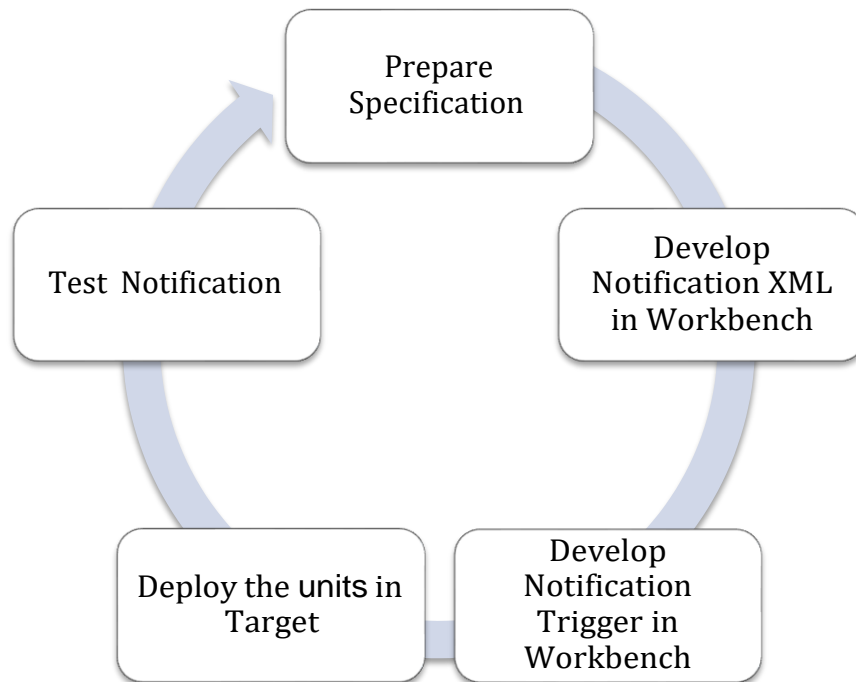 Prepare
Specification
Develop
Notification XML
in Workbench
Develop
Notification
Trigger in
Workbench
Deploy the units in
Target
Test Notification